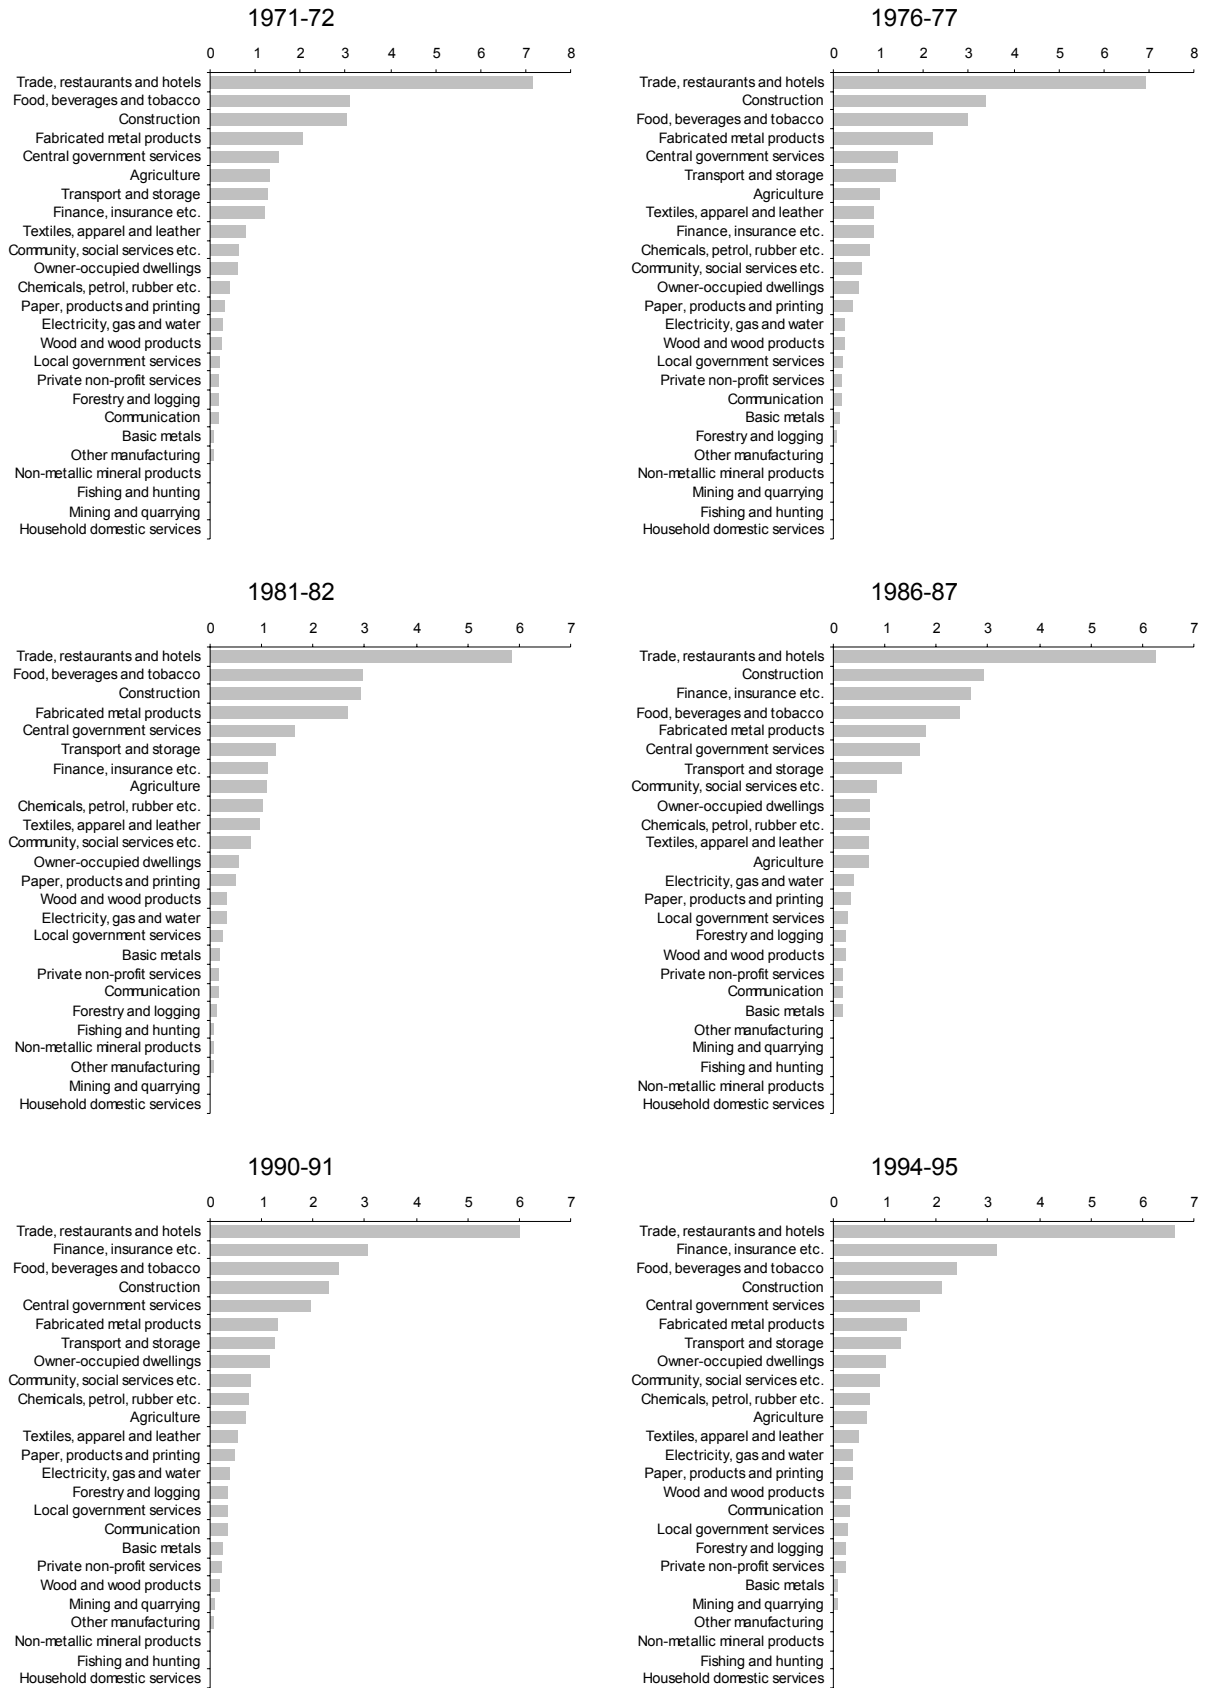 1971-72
0 1 2 3 4 5 6 7 8
Trade, restaurants and hotels
Food, beverages and tobacco
Construction
Fabricated metal products
Central government services
Agriculture
Transport and storage
Finance, insurance etc.
Textiles, apparel and leather
Community, social services etc.
Owner-occupied dwellings
Chemicals, petrol, rubber etc.
Paper, products and printing
Electricity, gas and water
Wood and wood products
Local government services
Private non-profit services
Forestry and logging
Communication
Basic metals
Other manufacturing
Non-metallic mineral products
Fishing and hunting
Mining and quarrying
Household domestic services
1976-77
0 1 2 3 4 5 6 7 8
Trade, restaurants and hotels
Construction
Food, beverages and tobacco
Fabricated metal products
Central government services
Transport and storage
Agriculture
Textiles, apparel and leather
Finance, insurance etc.
Chemicals, petrol, rubber etc.
Community, social services etc.
Owner-occupied dwellings
Paper, products and printing
Electricity, gas and water
Wood and wood products
Local government services
Private non-profit services
Communication
Basic metals
Forestry and logging
Other manufacturing
Non-metallic mineral products
Mining and quarrying
Fishing and hunting
Household domestic services
1981-82
0 1 2 3 4 5 6 7
Trade, restaurants and hotels
Food, beverages and tobacco
Construction
Fabricated metal products
Central government services
Transport and storage
Finance, insurance etc.
Agriculture
Chemicals, petrol, rubber etc.
Textiles, apparel and leather
Community, social services etc.
Owner-occupied dwellings
Paper, products and printing
Wood and wood products
Electricity, gas and water
Local government services
Basic metals
Private non-profit services
Communication
Forestry and logging
Fishing and hunting
Non-metallic mineral products
Other manufacturing
Mining and quarrying
Household domestic services
1986-87
0 1 2 3 4 5 6 7
Trade, restaurants and hotels
Construction
Finance, insurance etc.
Food, beverages and tobacco
Fabricated metal products
Central government services
Transport and storage
Community, social services etc.
Owner-occupied dwellings
Chemicals, petrol, rubber etc.
Textiles, apparel and leather
Agriculture
Electricity, gas and water
Paper, products and printing
Local government services
Forestry and logging
Wood and wood products
Private non-profit services
Communication
Basic metals
Other manufacturing
Mining and quarrying
Fishing and hunting
Non-metallic mineral products
Household domestic services
1990-91
0 1 2 3 4 5 6 7
Trade, restaurants and hotels
Finance, insurance etc.
Food, beverages and tobacco
Construction
Central government services
Fabricated metal products
Transport and storage
Owner-occupied dwellings
Community, social services etc.
Chemicals, petrol, rubber etc.
Agriculture
Textiles, apparel and leather
Paper, products and printing
Electricity, gas and water
Forestry and logging
Local government services
Communication
Basic metals
Private non-profit services
Wood and wood products
Mining and quarrying
Other manufacturing
Non-metallic mineral products
Fishing and hunting
Household domestic services
1994-95
0 1 2 3 4 5 6 7
Trade, restaurants and hotels
Finance, insurance etc.
Food, beverages and tobacco
Construction
Central government services
Fabricated metal products
Transport and storage
Owner-occupied dwellings
Community, social services etc.
Chemicals, petrol, rubber etc.
Agriculture
Textiles, apparel and leather
Electricity, gas and water
Paper, products and printing
Wood and wood products
Communication
Local government services
Forestry and logging
Private non-profit services
Basic metals
Mining and quarrying
Other manufacturing
Non-metallic mineral products
Fishing and hunting
Household domestic services